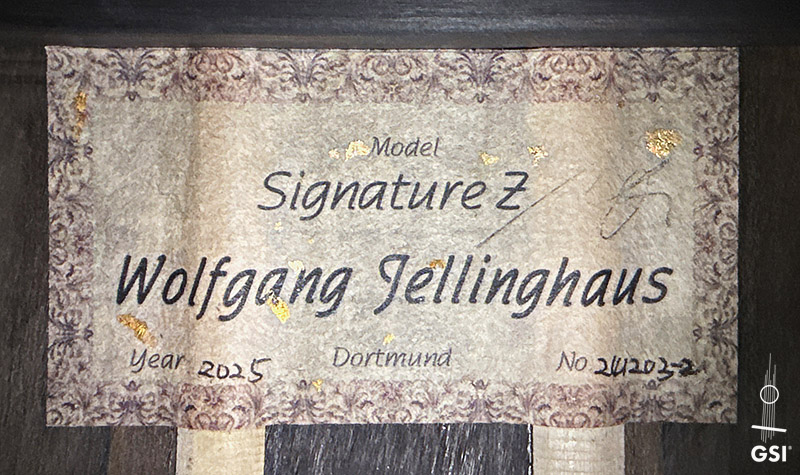 Model
Signature Z
Wolfgang Jellinghaus
Year 2025 Dortmund No 241203-2
GSI®